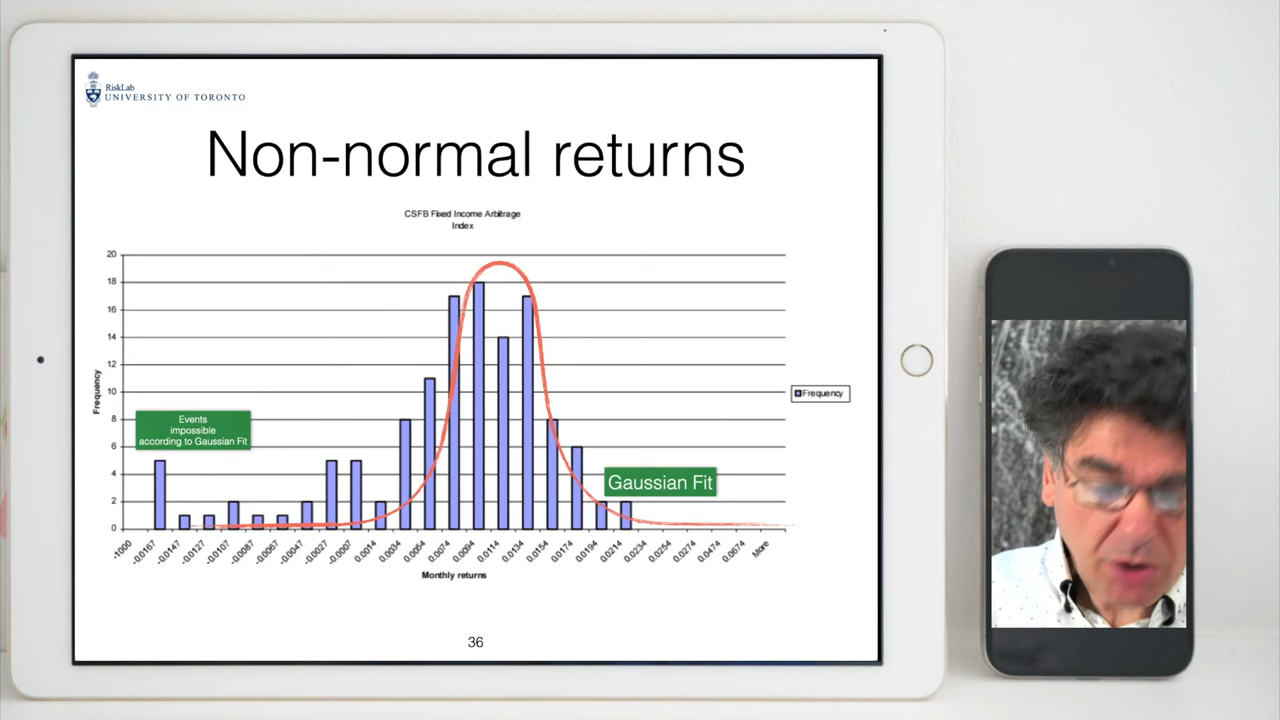 RiskLab
UNIVERSITY OF TORONTO
Non-normal returns
CSFB Fixed Income Arbitrage
Index
20
18
16
14
12
10
8
6
4
2
0
Frequency
Events
impossible
according to Gaussian Fit
Gaussian Fit
Frequency
-1000
-0.0167
-0.0147
-0.0127
-0.0107
-0.0087
-0.0067
-0.0047
-0.0027
-0.0007
0.0014
0.0034
0.0054
0.0074
0.0094
0.0114
0.0134
0.0154
0.0174
0.0194
0.0214
0.0234
0.0254
0.0274
0.0474
0.0674
More
Monthly returns
36